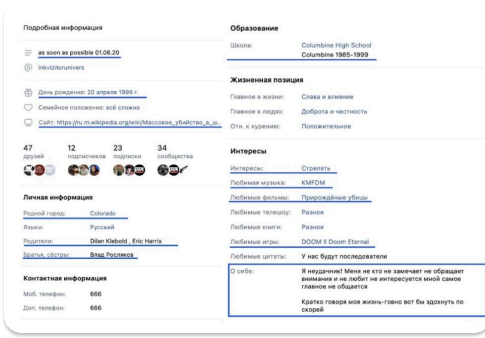 Подробная информация
as soon as possible 01.06.20
inkvizitorunivers
День рождения: 20 апреля 1999 г.
Семейное положение: всё сложно
Сайт: https://ru.m.wikipedia.org/wiki/Массовое_убийство_в_ш..
47 друзей
12 подписчиков
23 подписки
34 сообщества
Личная информация
Родной город: Colorado
Языки: Русский
Родители: Dilan Klebold , Eric Harris
Братья, сёстры: Влад Росляков
Контактная информация
Моб. телефон: 666
Доп. телефон: 666
Образование
Школа: Columbine High School
Columbine 1985-1999
Жизненная позиция
Главное в жизни: Слава и влияние
Главное в людях: Доброта и честность
Отн. к курению: Положительное
Интересы
Интересы: Стрелять
Любимая музыка: KMFDM
Любимые фильмы: Прирождённые убийцы
Любимые телешоу: Разное
Любимые книги: Разное
Любимые игры: DOOM II Doom Eternal
Любимые цитаты: У нас будут последователи
О себе: Я неудачник! Меня не кто не замечает не обращает
внимания и не любит не интересуется мной самое
главное не общается
Кратко говоря моя жизнь-говно вот бы здохнуть по
скорей